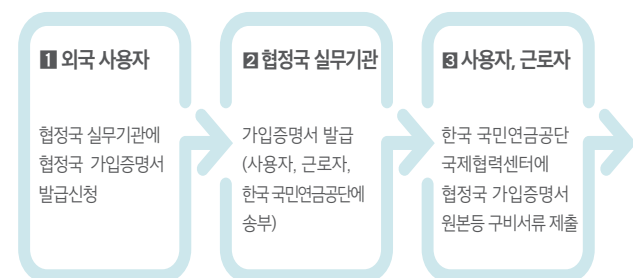 1 외국 사용자
협정국 실무기관에
협정국 가입증명서
발급신청
2 협정국 실무기관
가입증명서 발급
(사용자, 근로자,
한국 국민연금공단에
송부)
3 사용자, 근로자
한국 국민연금공단
국제협력센터에
협정국 가입증명서
원본등 구비서류 제출